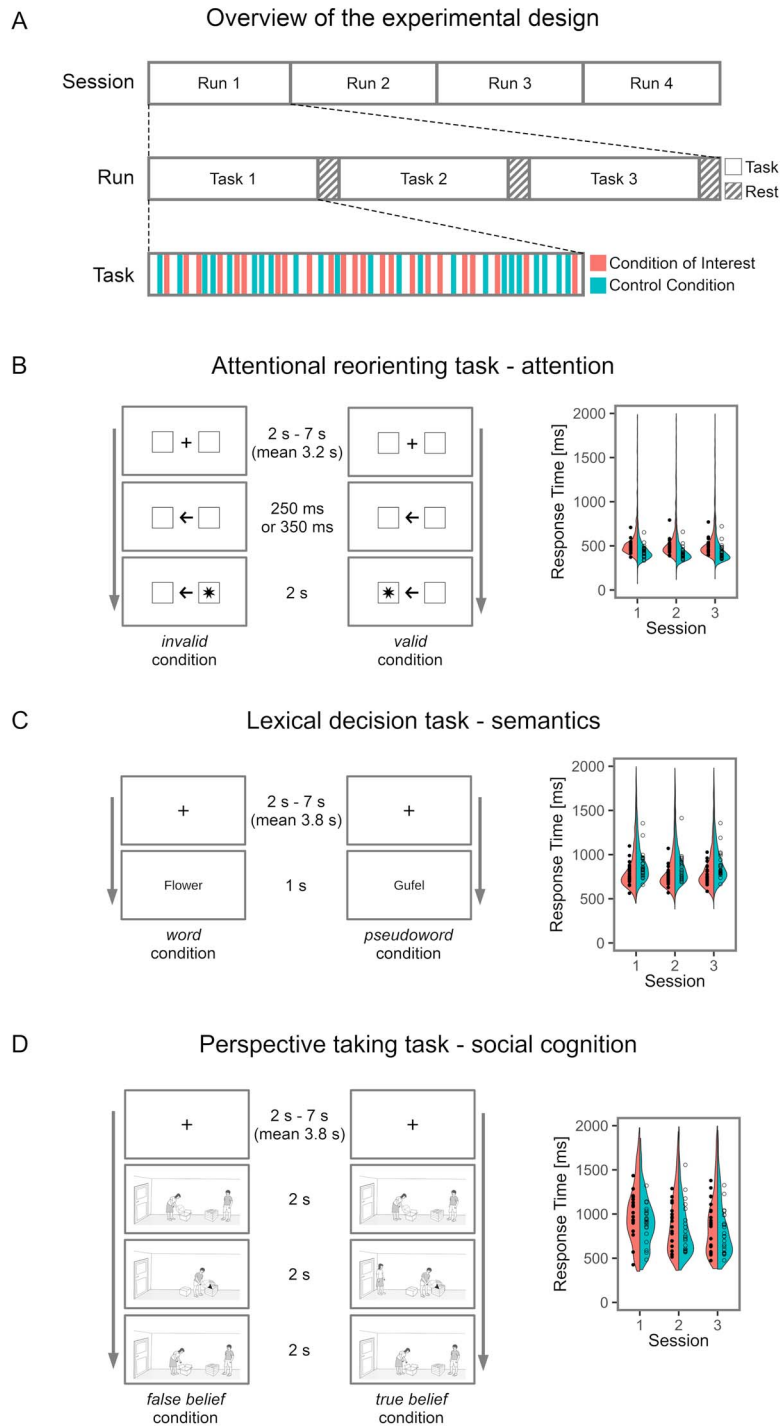 A
Overview of the experimental design
Session
Run 1
Run 2
Run 3
Run 4
Run
Task 1
Task 2
Task 3
Task
Rest
Task
Condition of Interest
Control Condition
B
Attentional reorienting task - attention
+
2 s - 7 s
(mean 3.2 s)
+
250 ms
or 350 ms
2 s
invalid
condition
valid
condition
Response Time [ms]
2000
1500
1000
500
0
1 2 3
Session
C
Lexical decision task - semantics
+
2 s - 7 s
(mean 3.8 s)
+
Flower
1 s
Gufel
word
condition
pseudoword
condition
Response Time [ms]
2000
1500
1000
500
0
1 2 3
Session
D
Perspective taking task - social cognition
+
2 s - 7 s
(mean 3.8 s)
+
2 s
2 s
2 s
false belief
condition
true belief
condition
Response Time [ms]
2000
1500
1000
500
0
1 2 3
Session